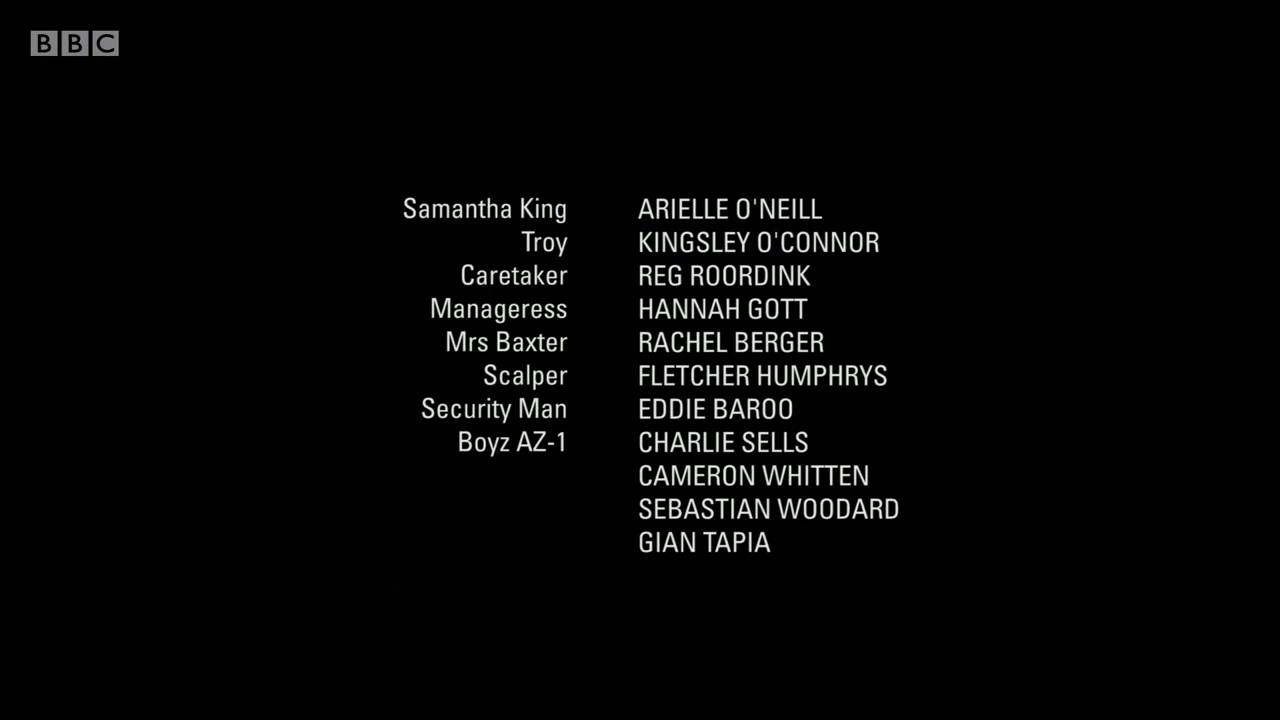 BBC
Samantha King ARIELLE O'NEILL
Troy KINGSLEY O'CONNOR
Caretaker REG ROORDINK
Manageress HANNAH GOTT
Mrs Baxter RACHEL BERGER
Scalper FLETCHER HUMPHRYS
Security Man EDDIE BAROO
Boyz AZ-1 CHARLIE SELLS
CAMERON WHITTEN
SEBASTIAN WOODARD
GIAN TAPIA